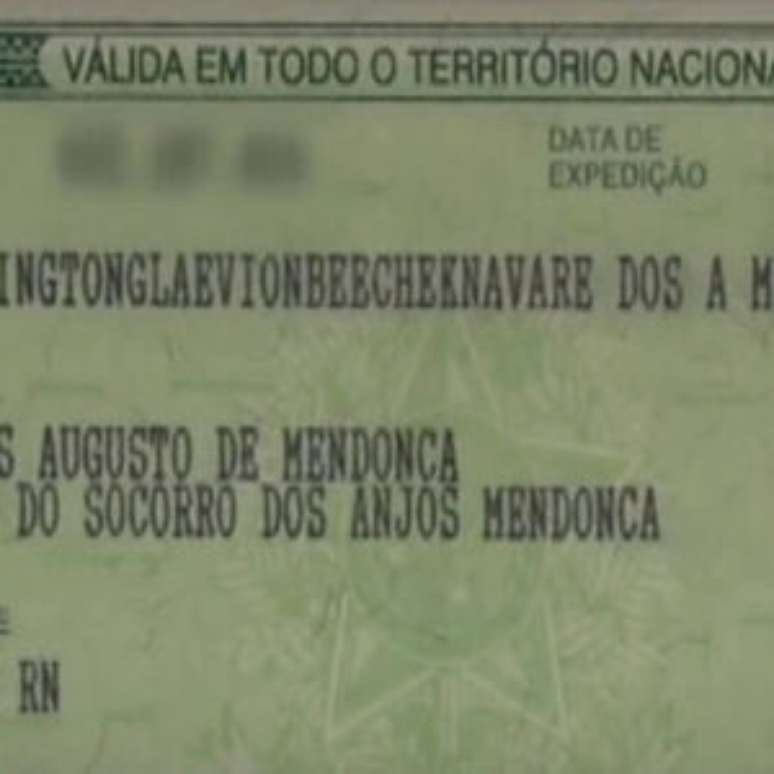 VÁLIDA EM TODO O TERRITÓRIO NACIONA
DATA DE
EXPEDIÇÃO
INGTONGLAEVIONBEECHEKNAVARE DOS A M
S AUGUSTO DE MENDONCA
DO SOCORRO DOS ANJOS MENDONCA
E
RN